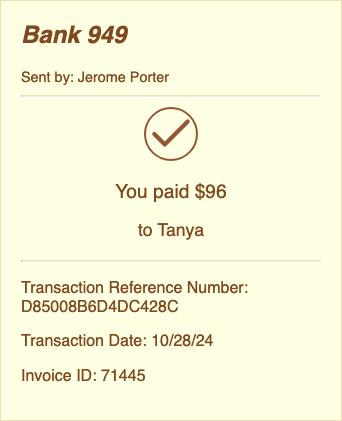 Bank 949
Sent by: Jerome Porter
You paid $96
to Tanya
Transaction Reference Number:
D85008B6D4DC428C
Transaction Date: 10/28/24
Invoice ID: 71445